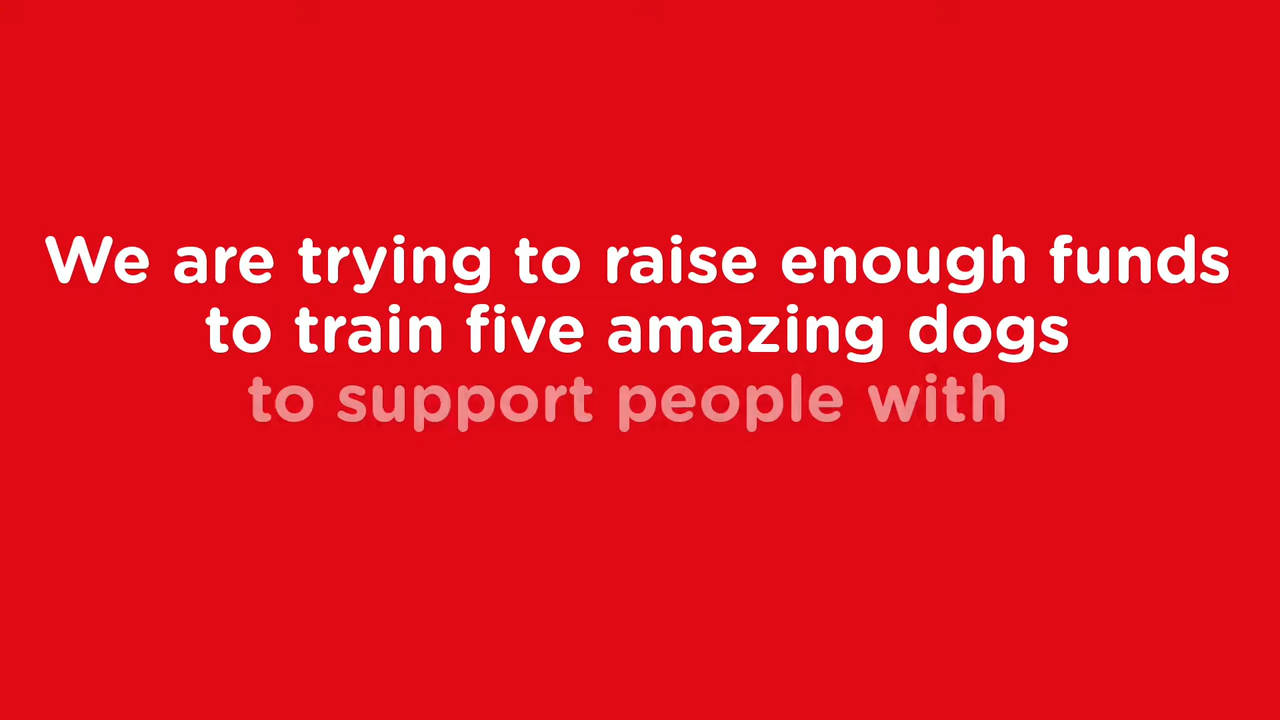 We are trying to raise enough funds
to train five amazing dogs
to support people with